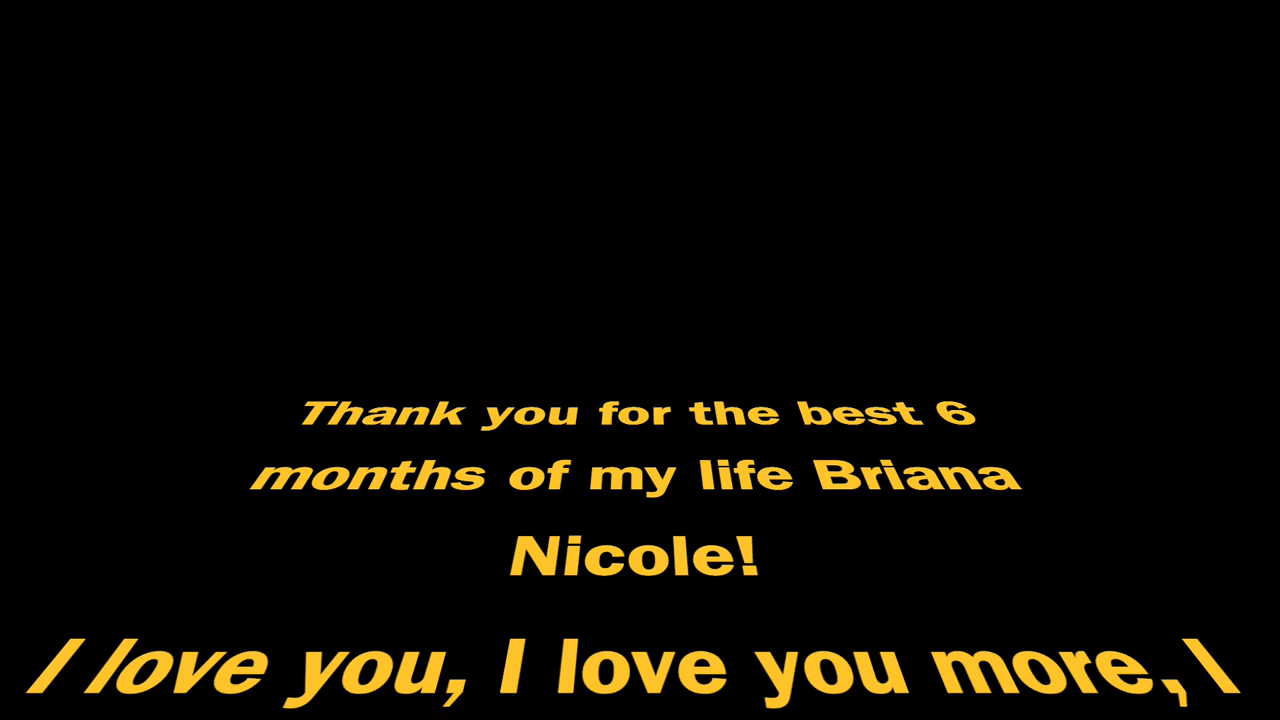 Thank you for the best 6
months of my life Briana
Nicole!
I love you, I love you more, I